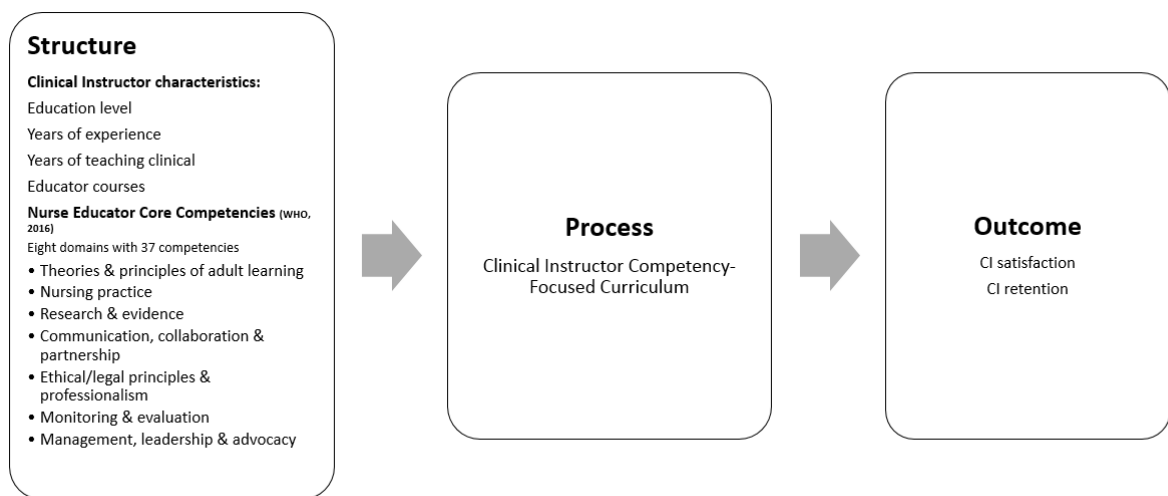 Structure
Clinical Instructor characteristics:
Education level
Years of experience
Years of teaching clinical
Educator courses
Nurse Educator Core Competencies (WHO,
2016)
Eight domains with 37 competencies
• Theories & principles of adult learning
• Nursing practice
• Research & evidence
• Communication, collaboration &
partnership
• Ethical/legal principles &
professionalism
• Monitoring & evaluation
• Management, leadership & advocacy
Process
Clinical Instructor Competency-
Focused Curriculum
Outcome
CI satisfaction
CI retention